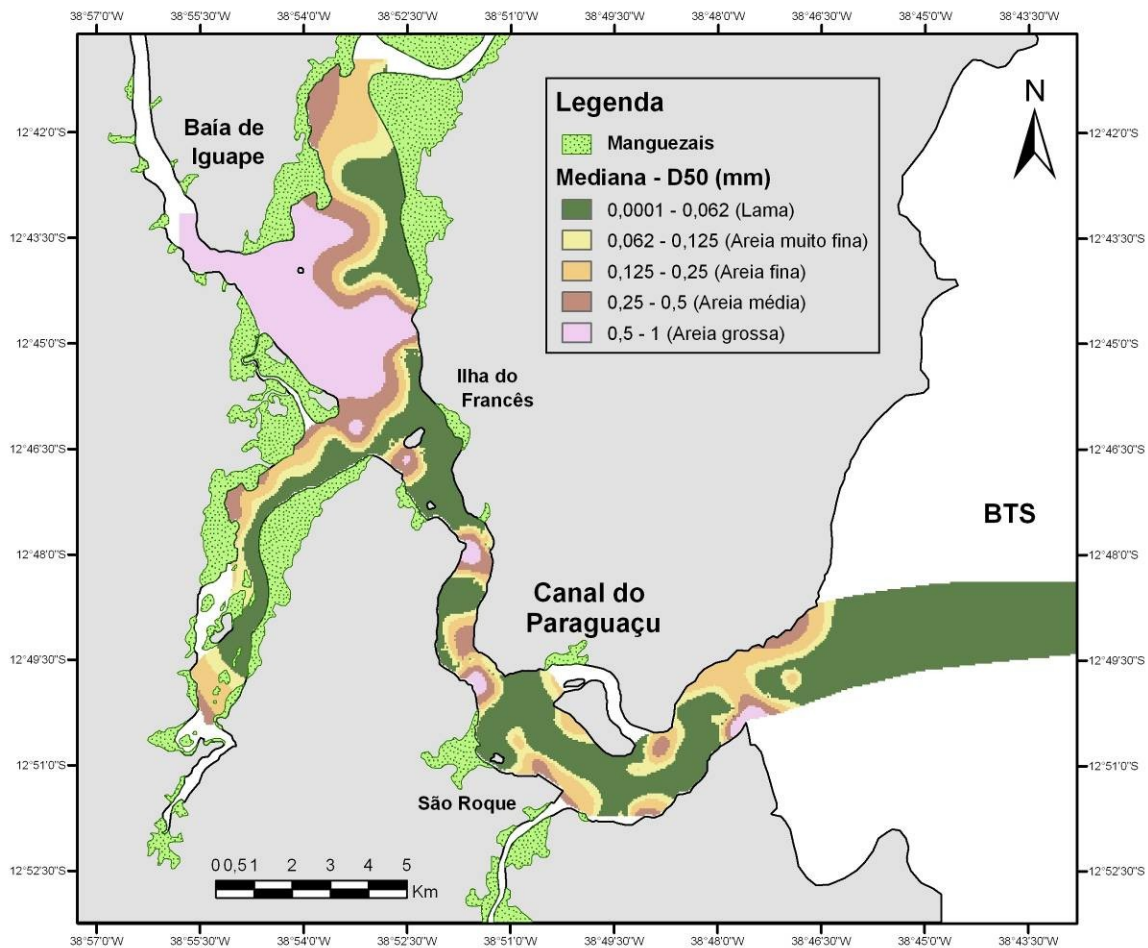 38°57'0"W 38°55'30"W 38°54'0"W 38°52'30"W 38°51'0"W 38°49'30"W 38°48'0"W 38°46'30"W 38°45'0"W 38°43'30"W
12°42'0"S
12°43'30"S
12°45'0"S
12°46'30"S
12°48'0"S
12°49'30"S
12°51'0"S
12°52'30"S
Baía de
Iguape
Legenda
Manguezais
Mediana - D50 (mm)
0,0001 - 0,062 (Lama)
0,062 - 0,125 (Areia muito fina)
0,125 - 0,25 (Areia fina)
0,25 - 0,5 (Areia média)
0,5 - 1 (Areia grossa)
N
Ilha do
Francês
BTS
Canal do
Paraguaçu
São Roque
0 0,5 1 2 3 4 5
Km
12°42'0"S
12°43'30"S
12°45'0"S
12°46'30"S
12°48'0"S
12°49'30"S
12°51'0"S
12°52'30"S
38°57'0"W 38°55'30"W 38°54'0"W 38°52'30"W 38°51'0"W 38°49'30"W 38°48'0"W 38°46'30"W 38°45'0"W 38°43'30"W